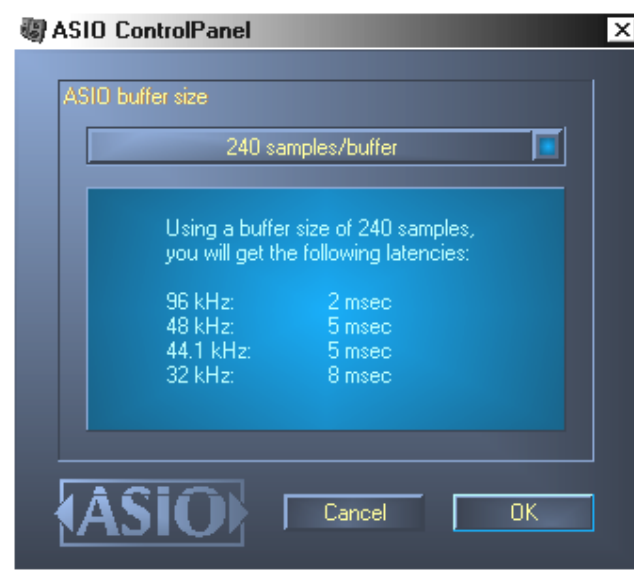 ASIO ControlPanel
ASIO buffer size
240 samples/buffer
Using a buffer size of 240 samples,
you will get the following latencies:
96 kHz: 2 msec
48 kHz: 5 msec
44.1 kHz: 5 msec
32 kHz: 8 msec
ASiO
Cancel
OK